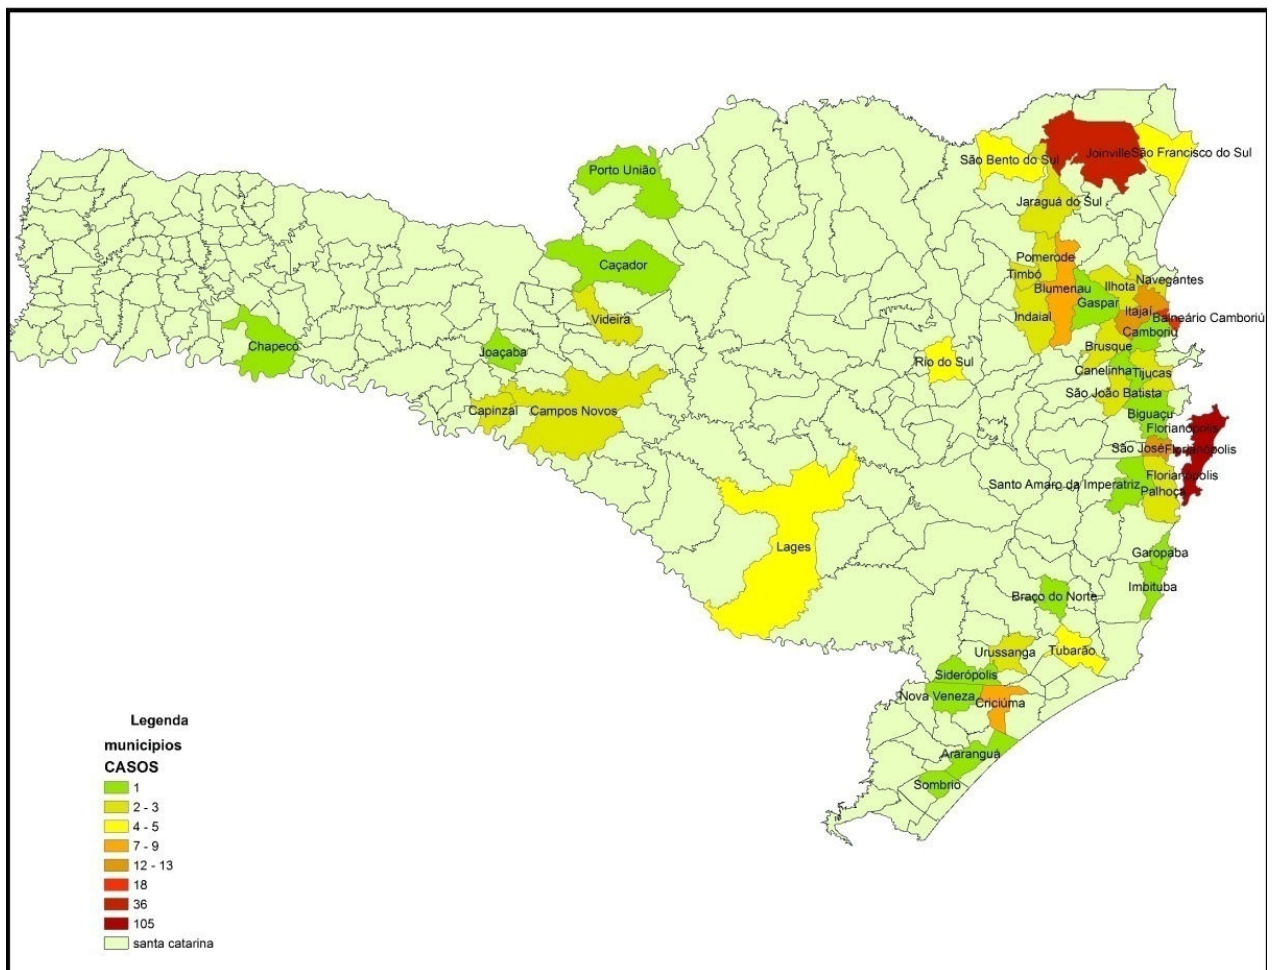 Joinville
São Francisco do Sul
São Bento do Sul
Porto União
Jaraguá do Sul
Pomerode
Caçador
Timbó
Navegantes
Blumenau
Ilhota
Gaspar
Itajaí
Indaial
Videira
Balneário Camboriú
Camboriú
Chapecó
Brusque
Joaçaba
Rio do Sul
Canelinha
Tijucas
São João Batista
Capinzal
Campos Novos
Biguaçu
Florianópolis
São José
Florianópolis
Florianópolis
Santo Amaro da Imperatriz
Palhoça
Lages
Garopaba
Imbituba
Braço do Norte
Urussanga
Tubarão
Siderópolis
Nova Veneza
Criciúma
Araranguá
Sombrio
Legenda
municipios
CASOS
1
2 - 3
4 - 5
7 - 9
12 - 13
18
36
105
santa catarina